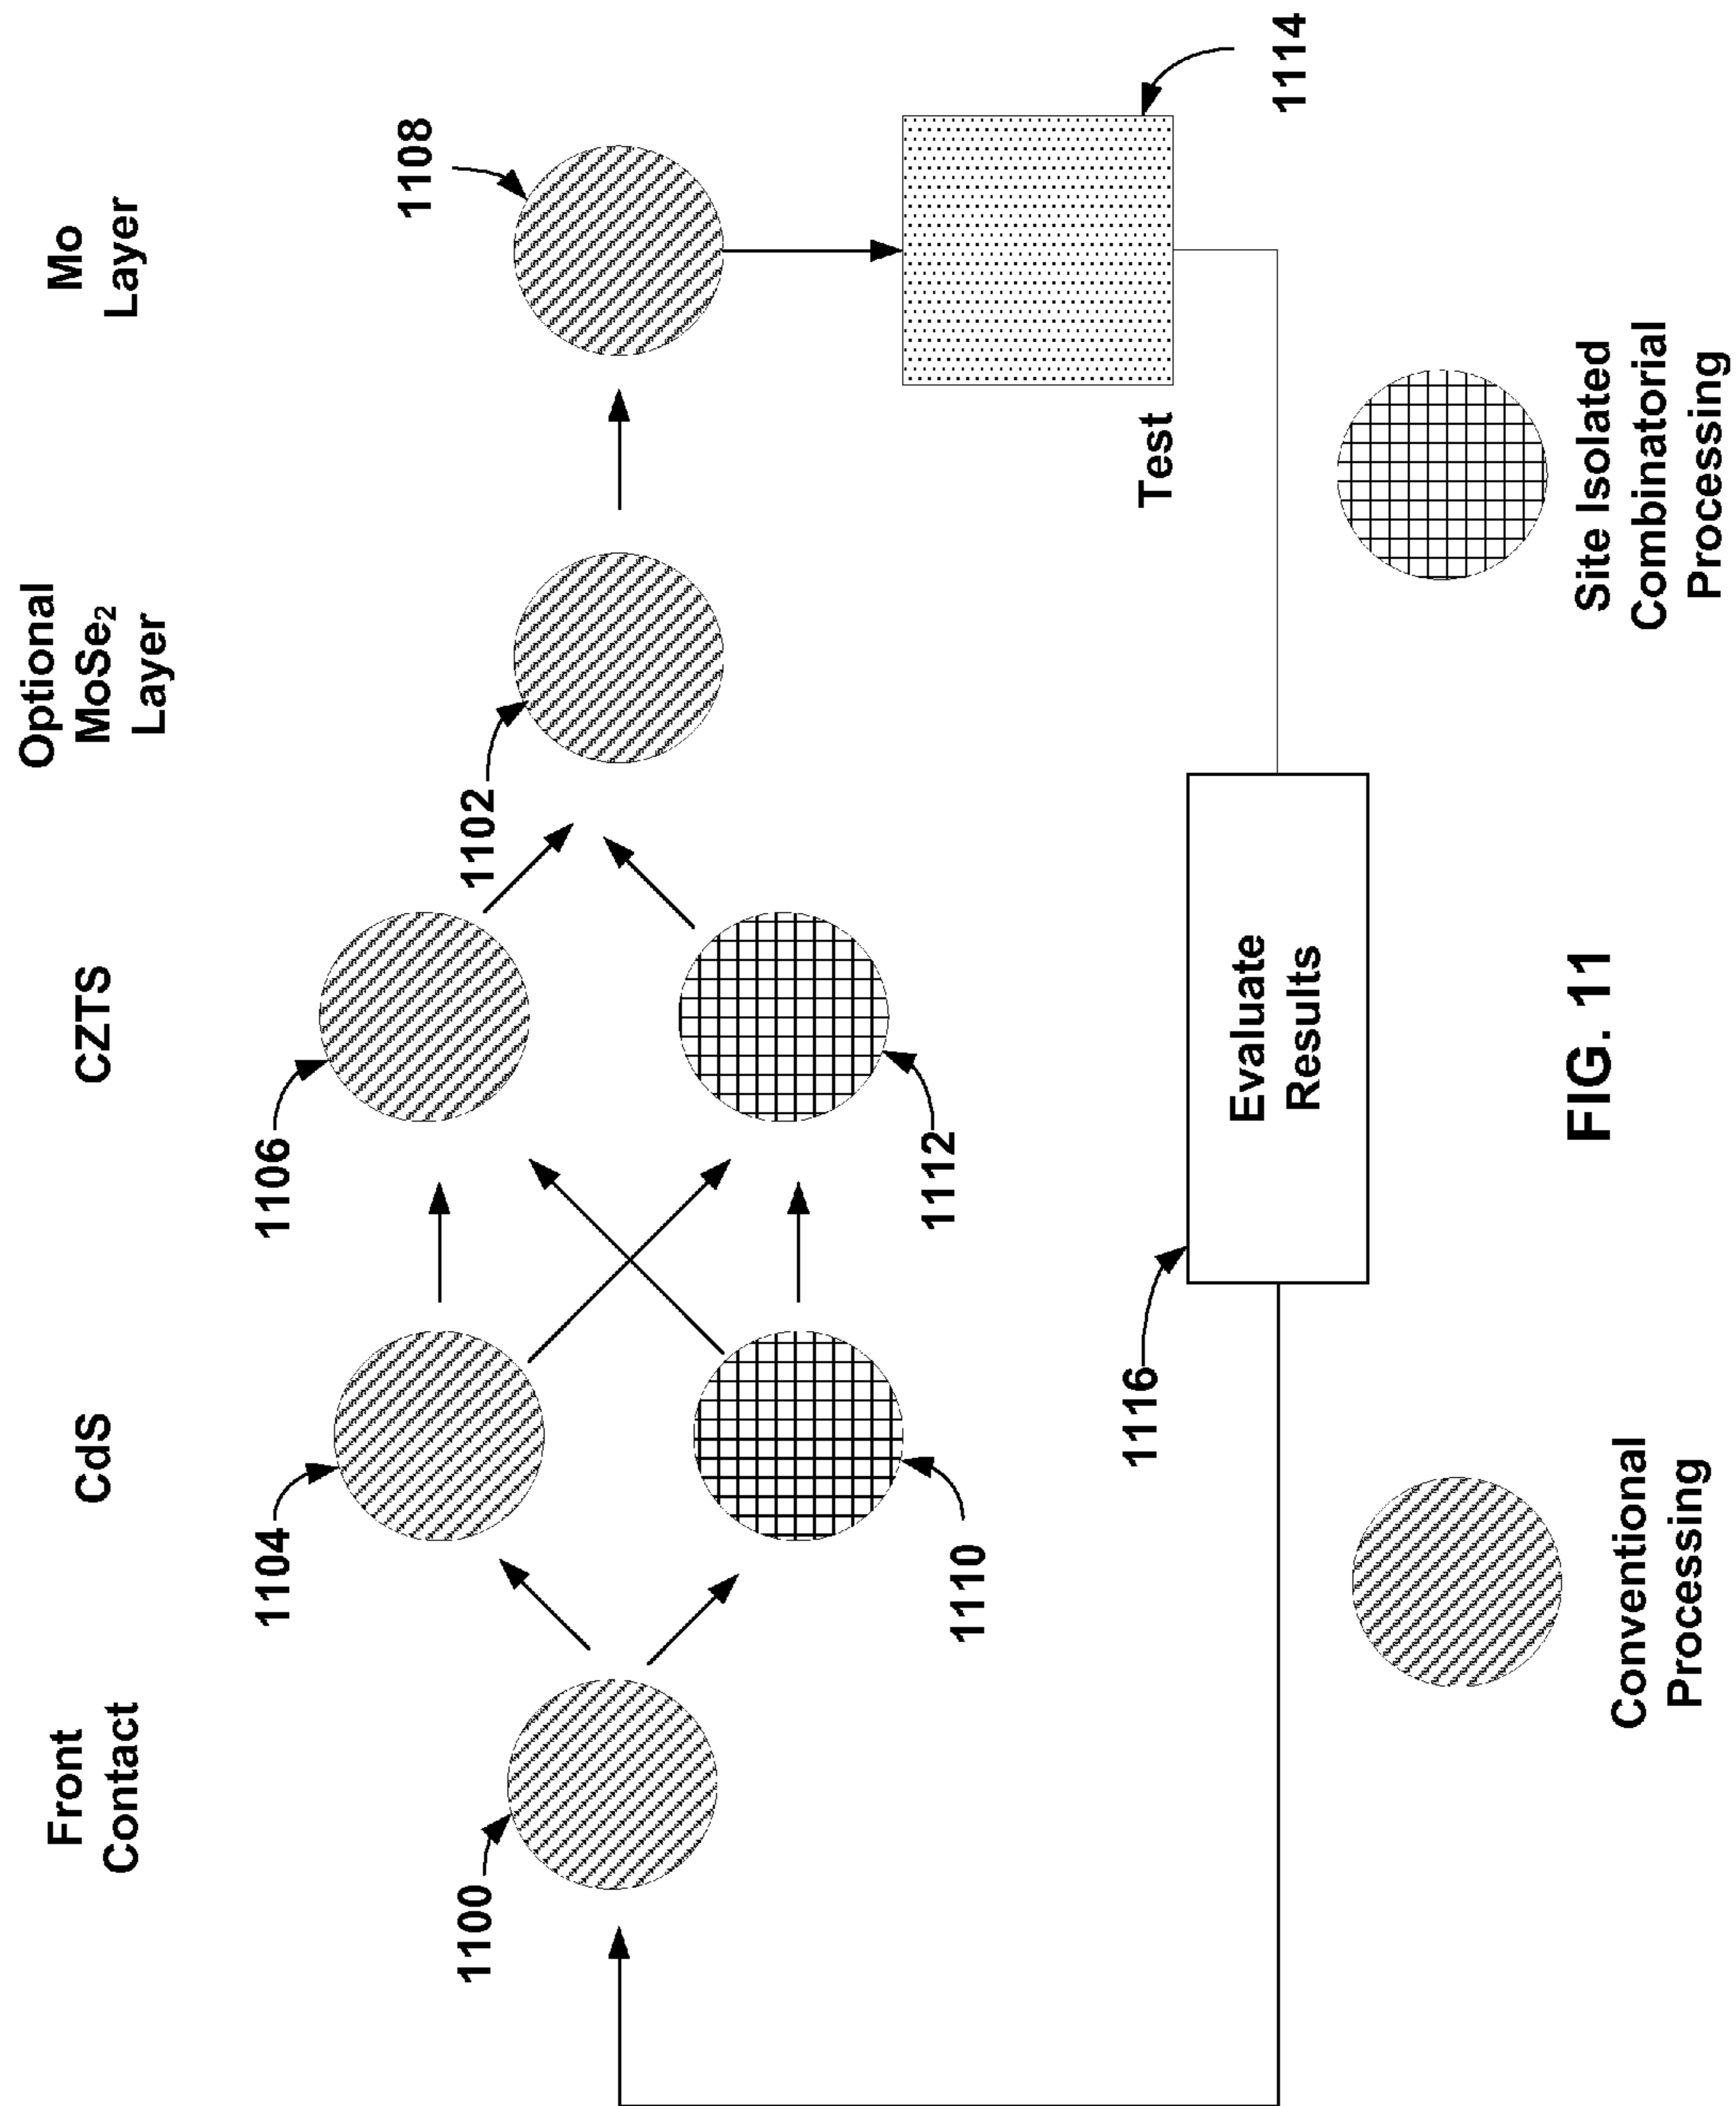 Front
Contact
CdS
CZTS
Optional
MoSe₂
Layer
Mo
Layer
1104
1106
1108
1100
1102
1110
1112
Test
1114
1116
Evaluate
Results
Conventional
Processing
Site Isolated
Combinatorial
Processing
FIG. 11